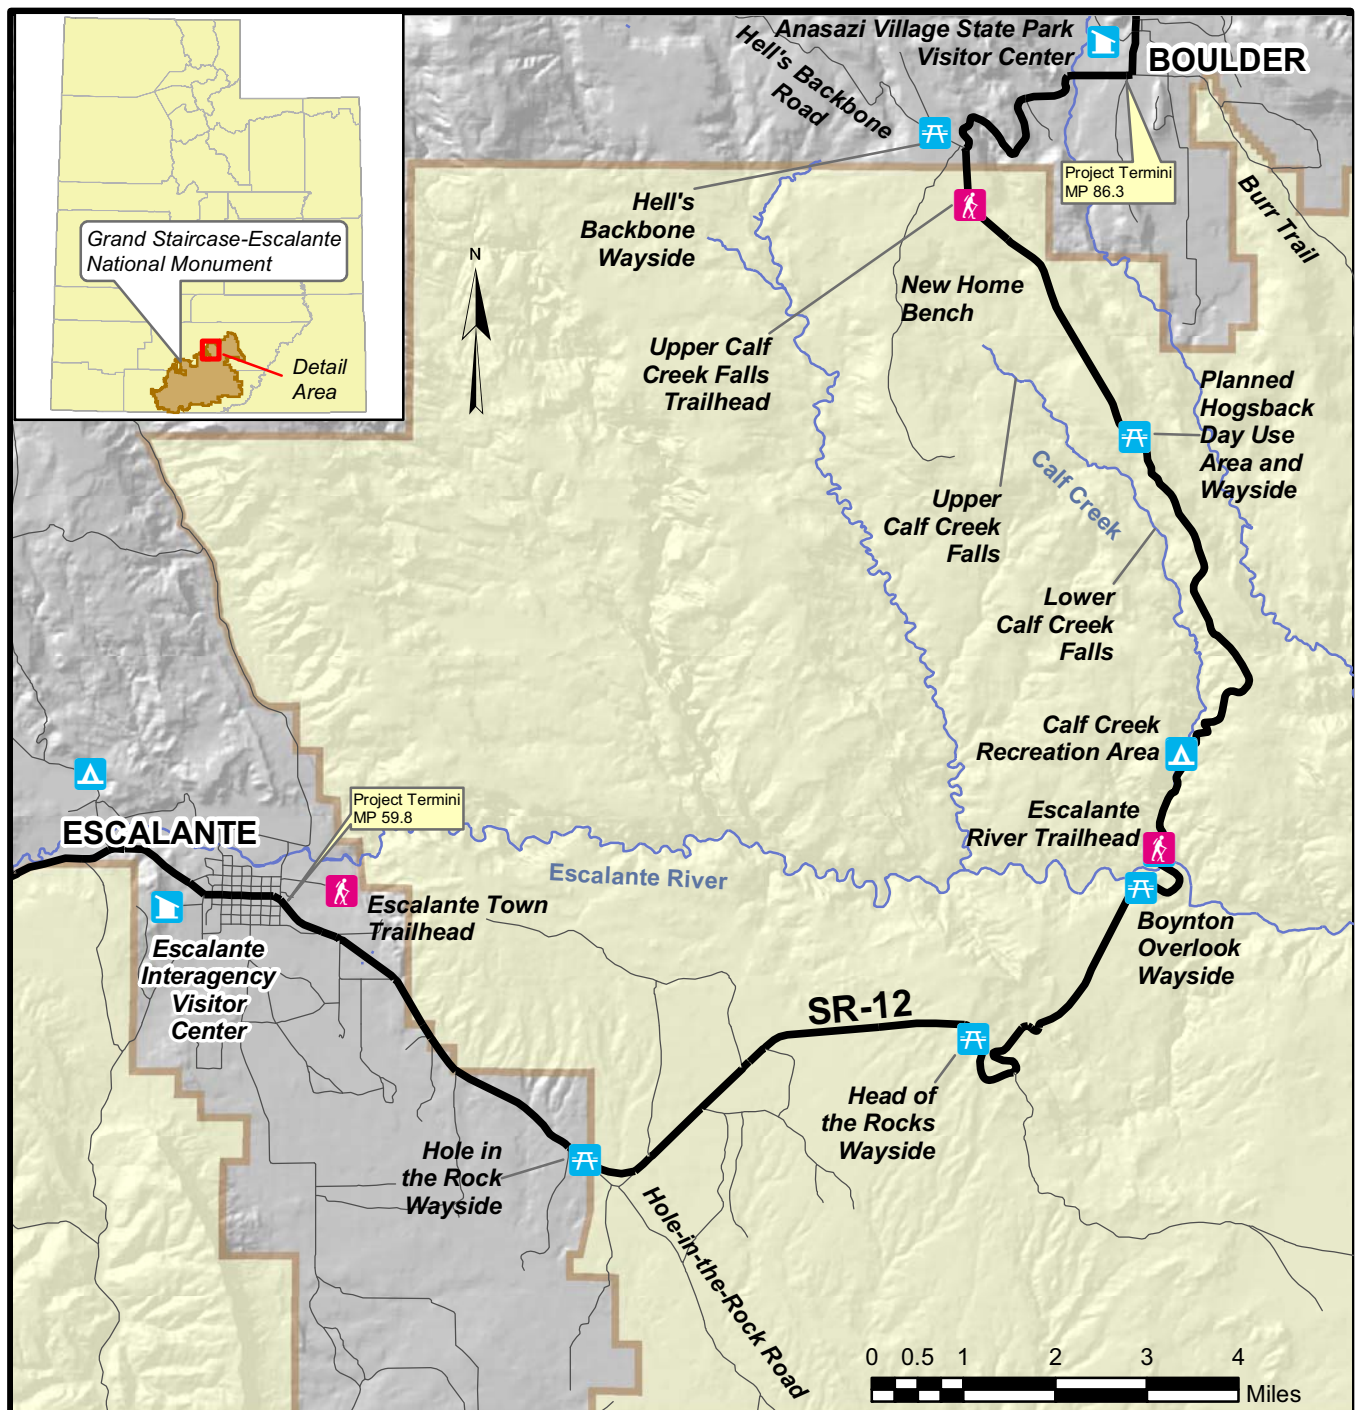 Anasazi Village State Park
Visitor Center
BOULDER
Hell's Backbone
Road
Project Termini
MP 86.3
Burr Trail
Grand Staircase-Escalante
National Monument
Detail
Area
N
Hell's
Backbone
Wayside
New Home
Bench
Upper Calf
Creek Falls
Trailhead
Planned
Hogsback
Day Use
Area and
Wayside
Calf Creek
Upper
Calf Creek
Falls
Lower
Calf Creek
Falls
Calf Creek
Recreation Area
Escalante
River Trailhead
Project Termini
MP 59.8
ESCALANTE
Escalante River
Escalante Town
Trailhead
Escalante
Interagency
Visitor
Center
Boynton
Overlook
Wayside
SR-12
Head of
the Rocks
Wayside
Hole in
the Rock
Wayside
Hole-in-the-Rock Road
0 0.5 1 2 3 4
Miles